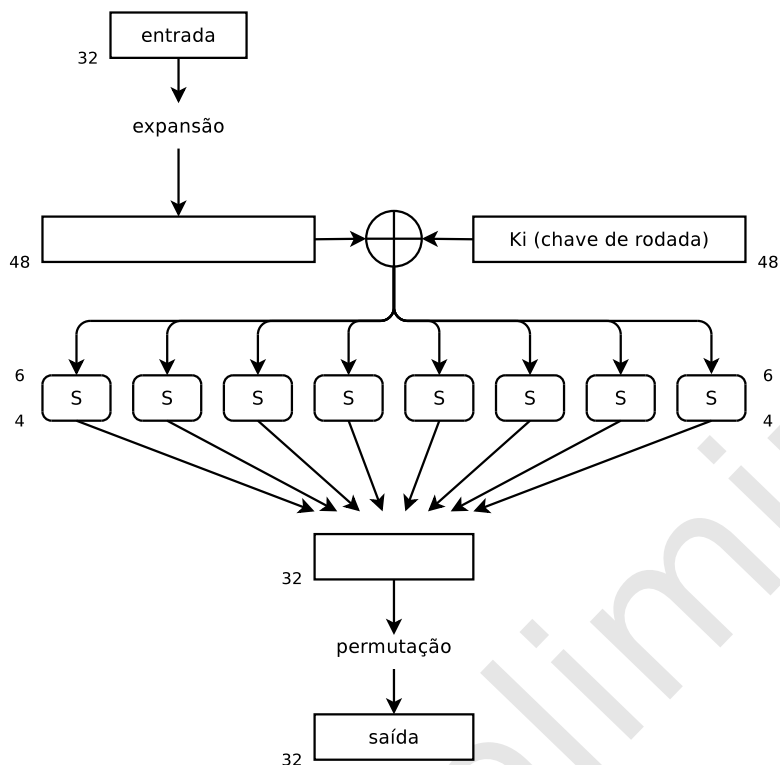 entrada
32
expansão
Ki (chave de rodada)
48
48
6
6
S S S S S S S S
4
4
32
permutação
saída
32